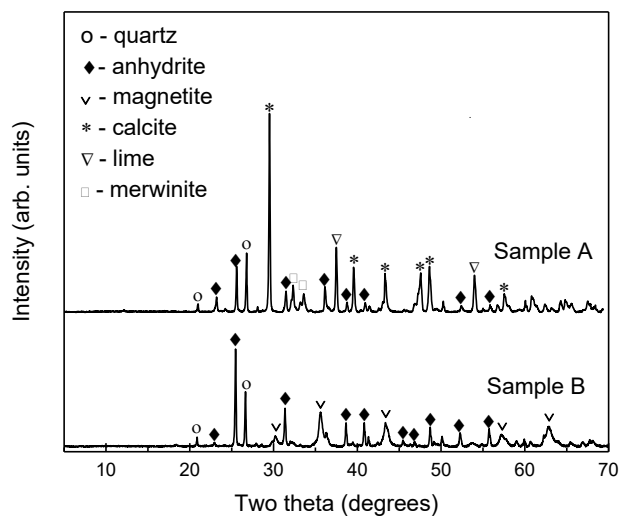 o - quartz
◆ - anhydrite
✓ - magnetite
* - calcite
▽ - lime
□ - merwinite
Intensity (arb. units)
Sample A
Sample B
10 20 30 40 50 60 70
Two theta (degrees)